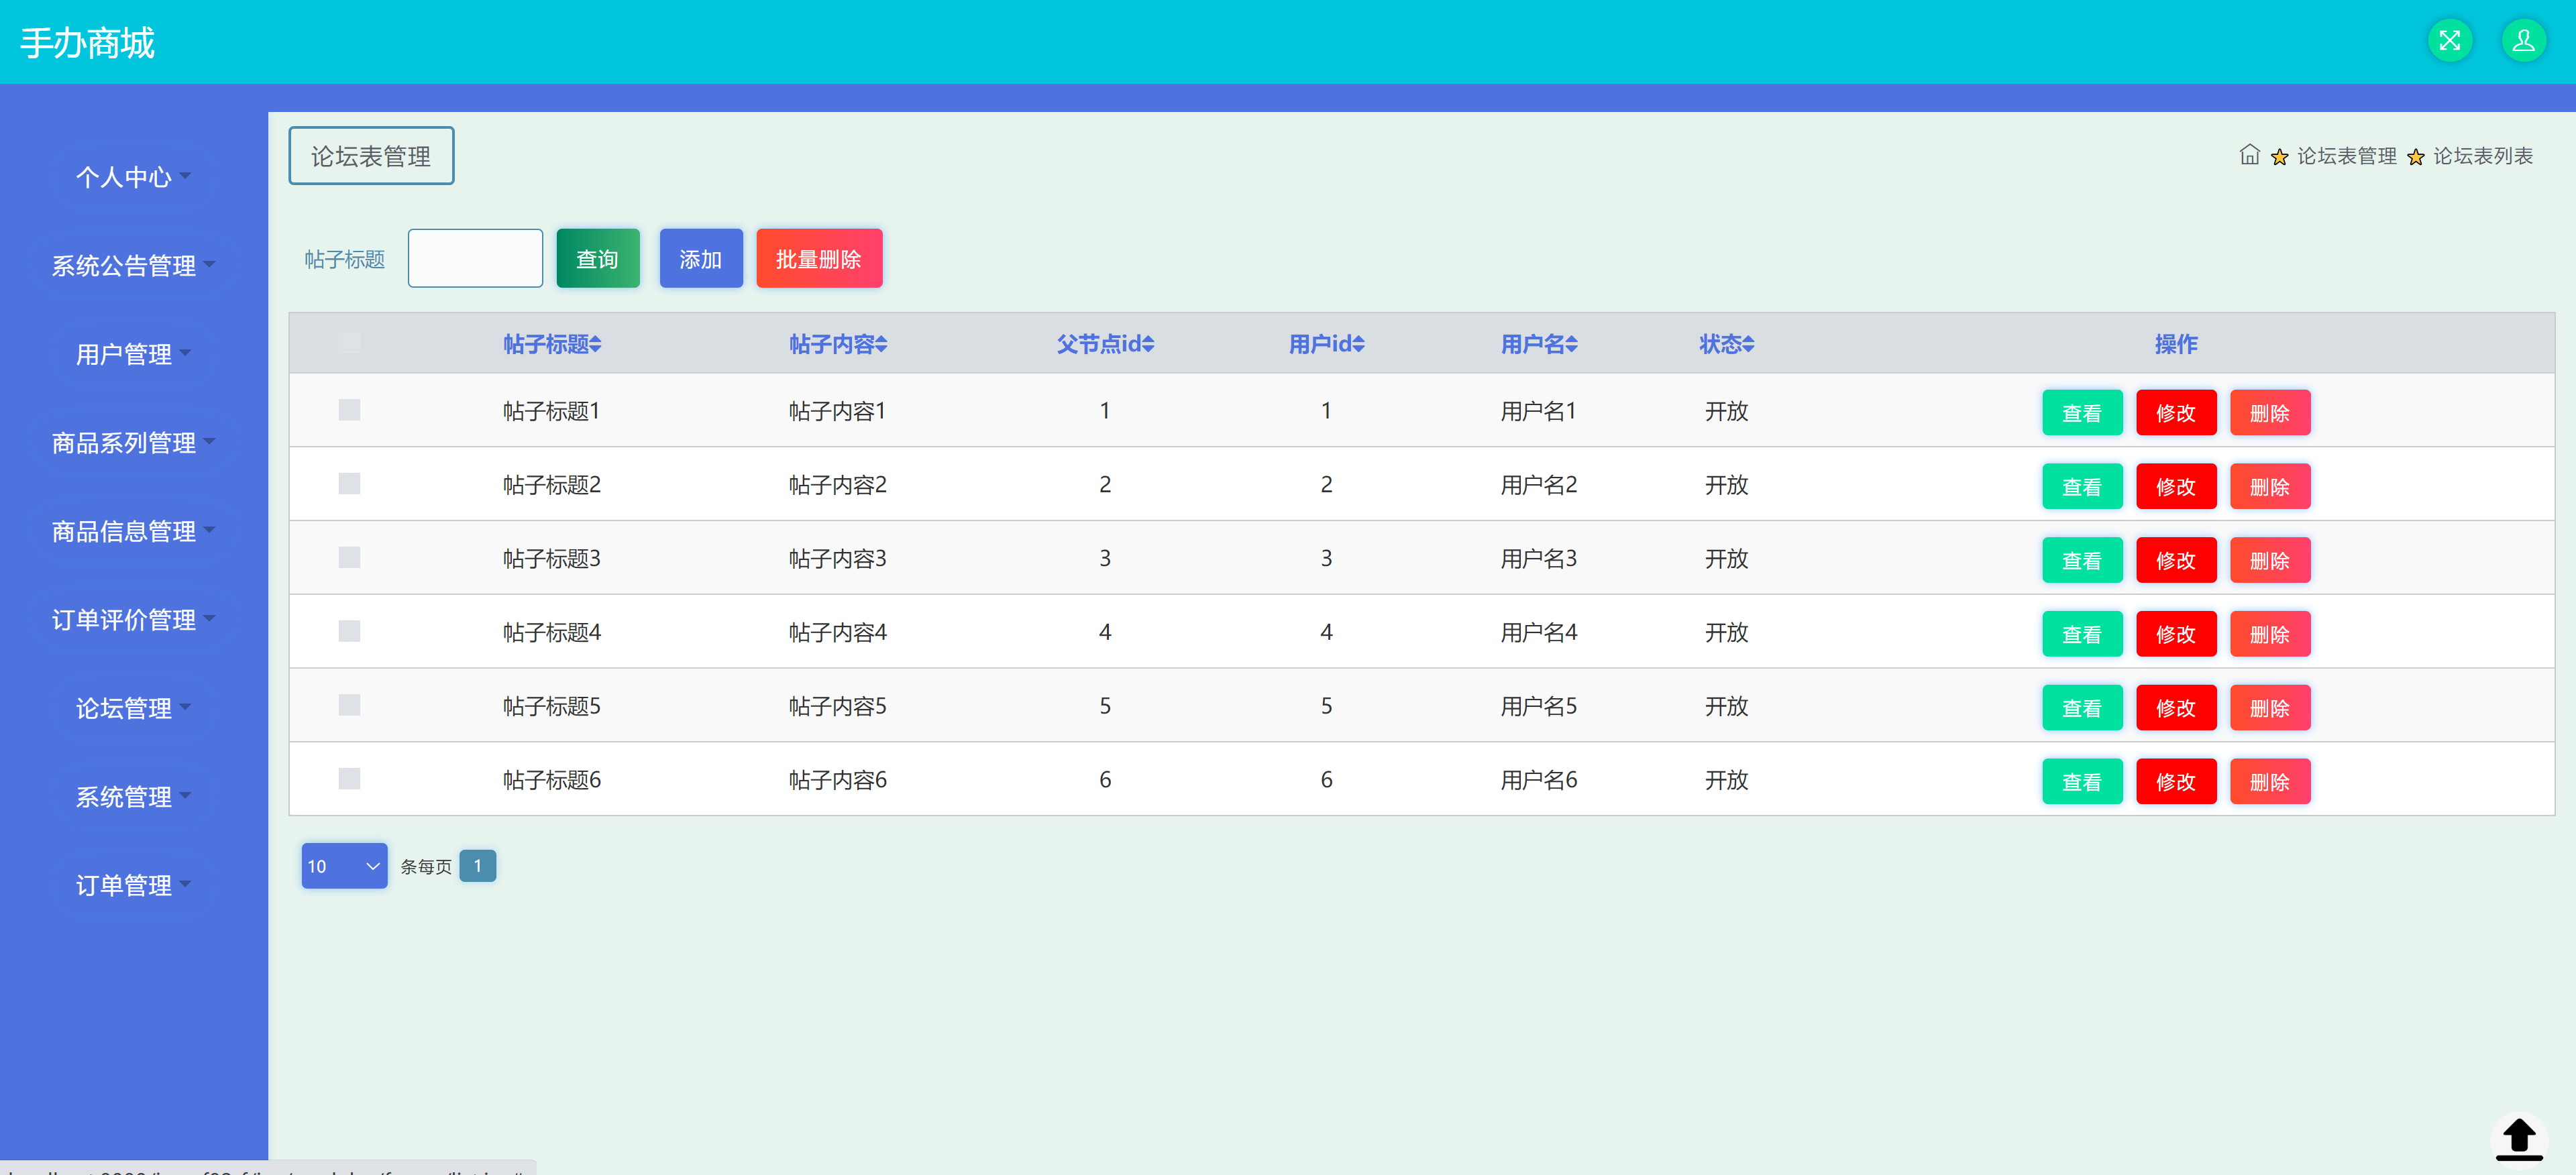 手办商城
个人中心
系统公告管理
用户管理
商品系列管理
商品信息管理
订单评价管理
论坛管理
系统管理
订单管理
论坛表管理
论坛表管理 论坛表列表
帖子标题 查询 添加 批量删除
帖子标题 帖子内容 父节点id 用户id 用户名 状态 操作
帖子标题1 帖子内容1 1 1 用户名1 开放 查看 修改 删除
帖子标题2 帖子内容2 2 2 用户名2 开放 查看 修改 删除
帖子标题3 帖子内容3 3 3 用户名3 开放 查看 修改 删除
帖子标题4 帖子内容4 4 4 用户名4 开放 查看 修改 删除
帖子标题5 帖子内容5 5 5 用户名5 开放 查看 修改 删除
帖子标题6 帖子内容6 6 6 用户名6 开放 查看 修改 删除
10 条每页 1